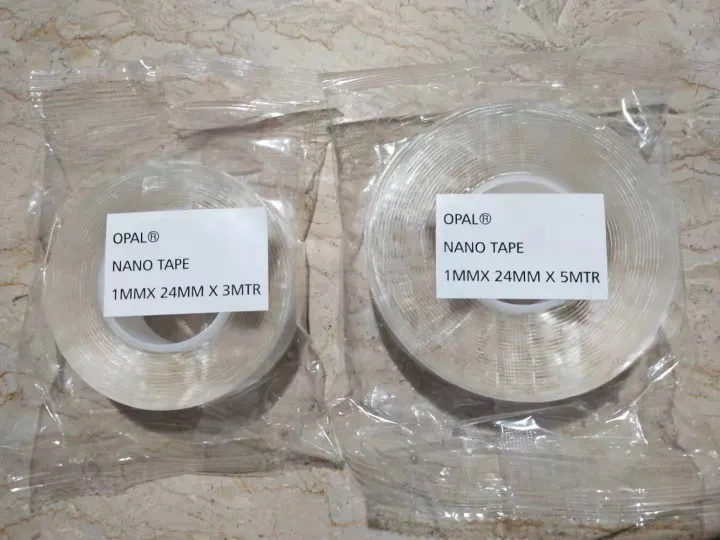 OPAL®
NANO TAPE
1MMX 24MM X 3MTR
OPAL®
NANO TAPE
1MMX 24MM X 5MTR